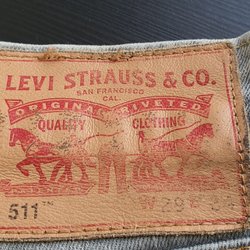 LEVI STRAUSS & CO.
SAN FRANCISCO
CAL.
ORIGINAL RIVETED
QUALITY CLOTHING
511™